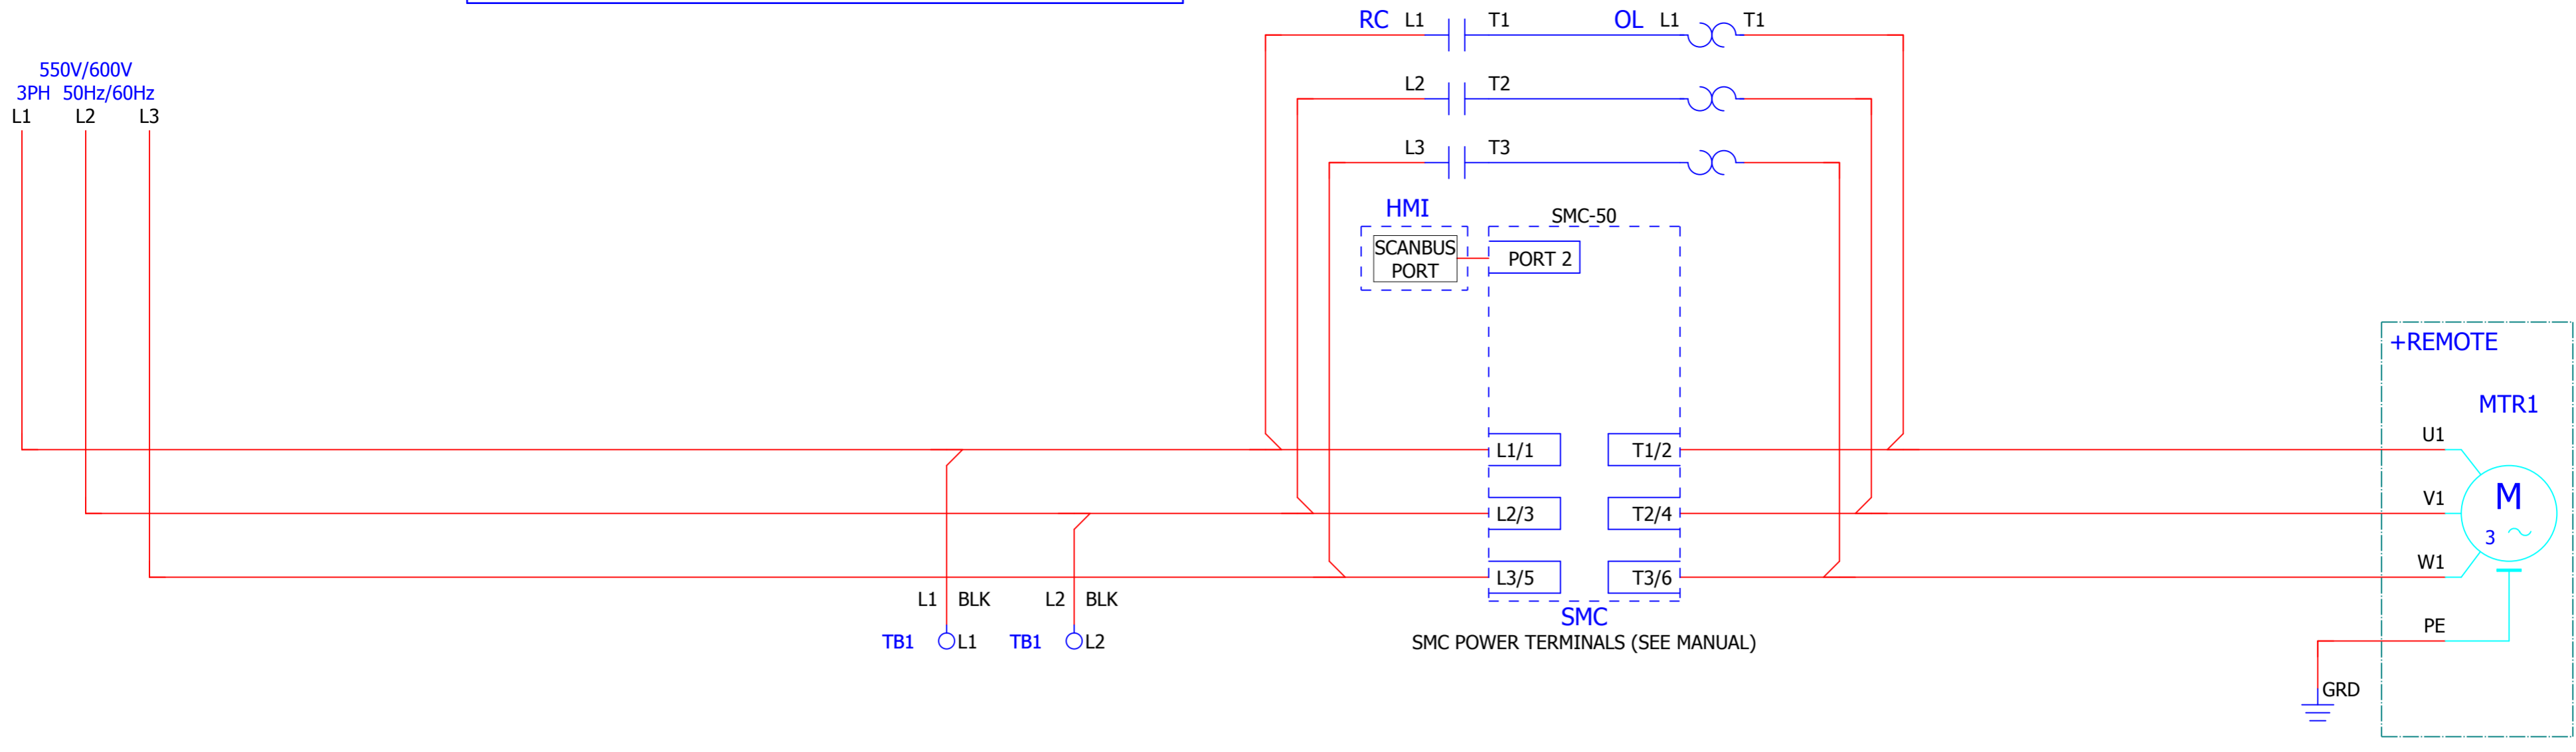 RC L1 T1 OL L1 T1
550V/600V
3PH 50Hz/60Hz
L1 L2 L3
L2 T2
L3 T3
HMI
SMC-50
SCANBUS
PORT
PORT 2
+REMOTE
MTR1
U1
L1/1 T1/2
V1
M
3
L2/3 T2/4
W1
L3/5 T3/6
L1 BLK L2 BLK
SMC
PE
TB1 L1 TB1 L2
SMC POWER TERMINALS (SEE MANUAL)
GRD